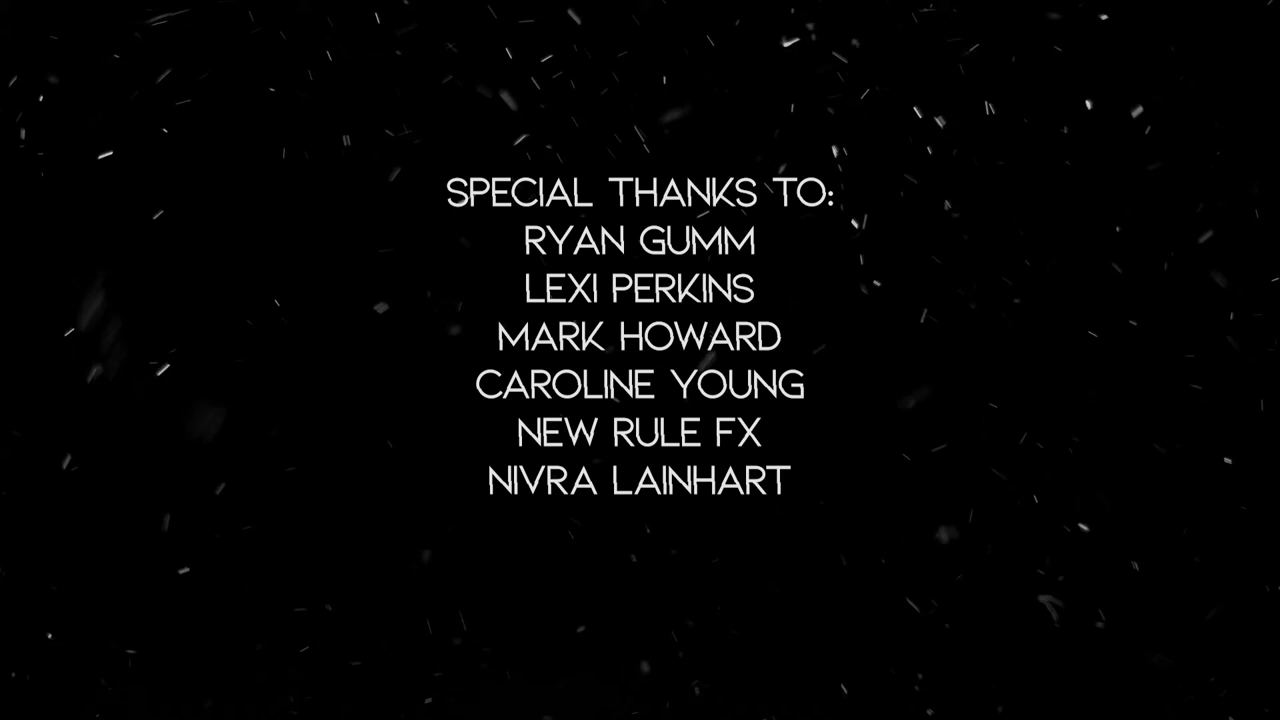 SPECIAL THANKS TO:
RYAN GUMM
LEXI PERKINS
MARK HOWARD
CAROLINE YOUNG
NEW RULE FX
NIVRA LAINHART